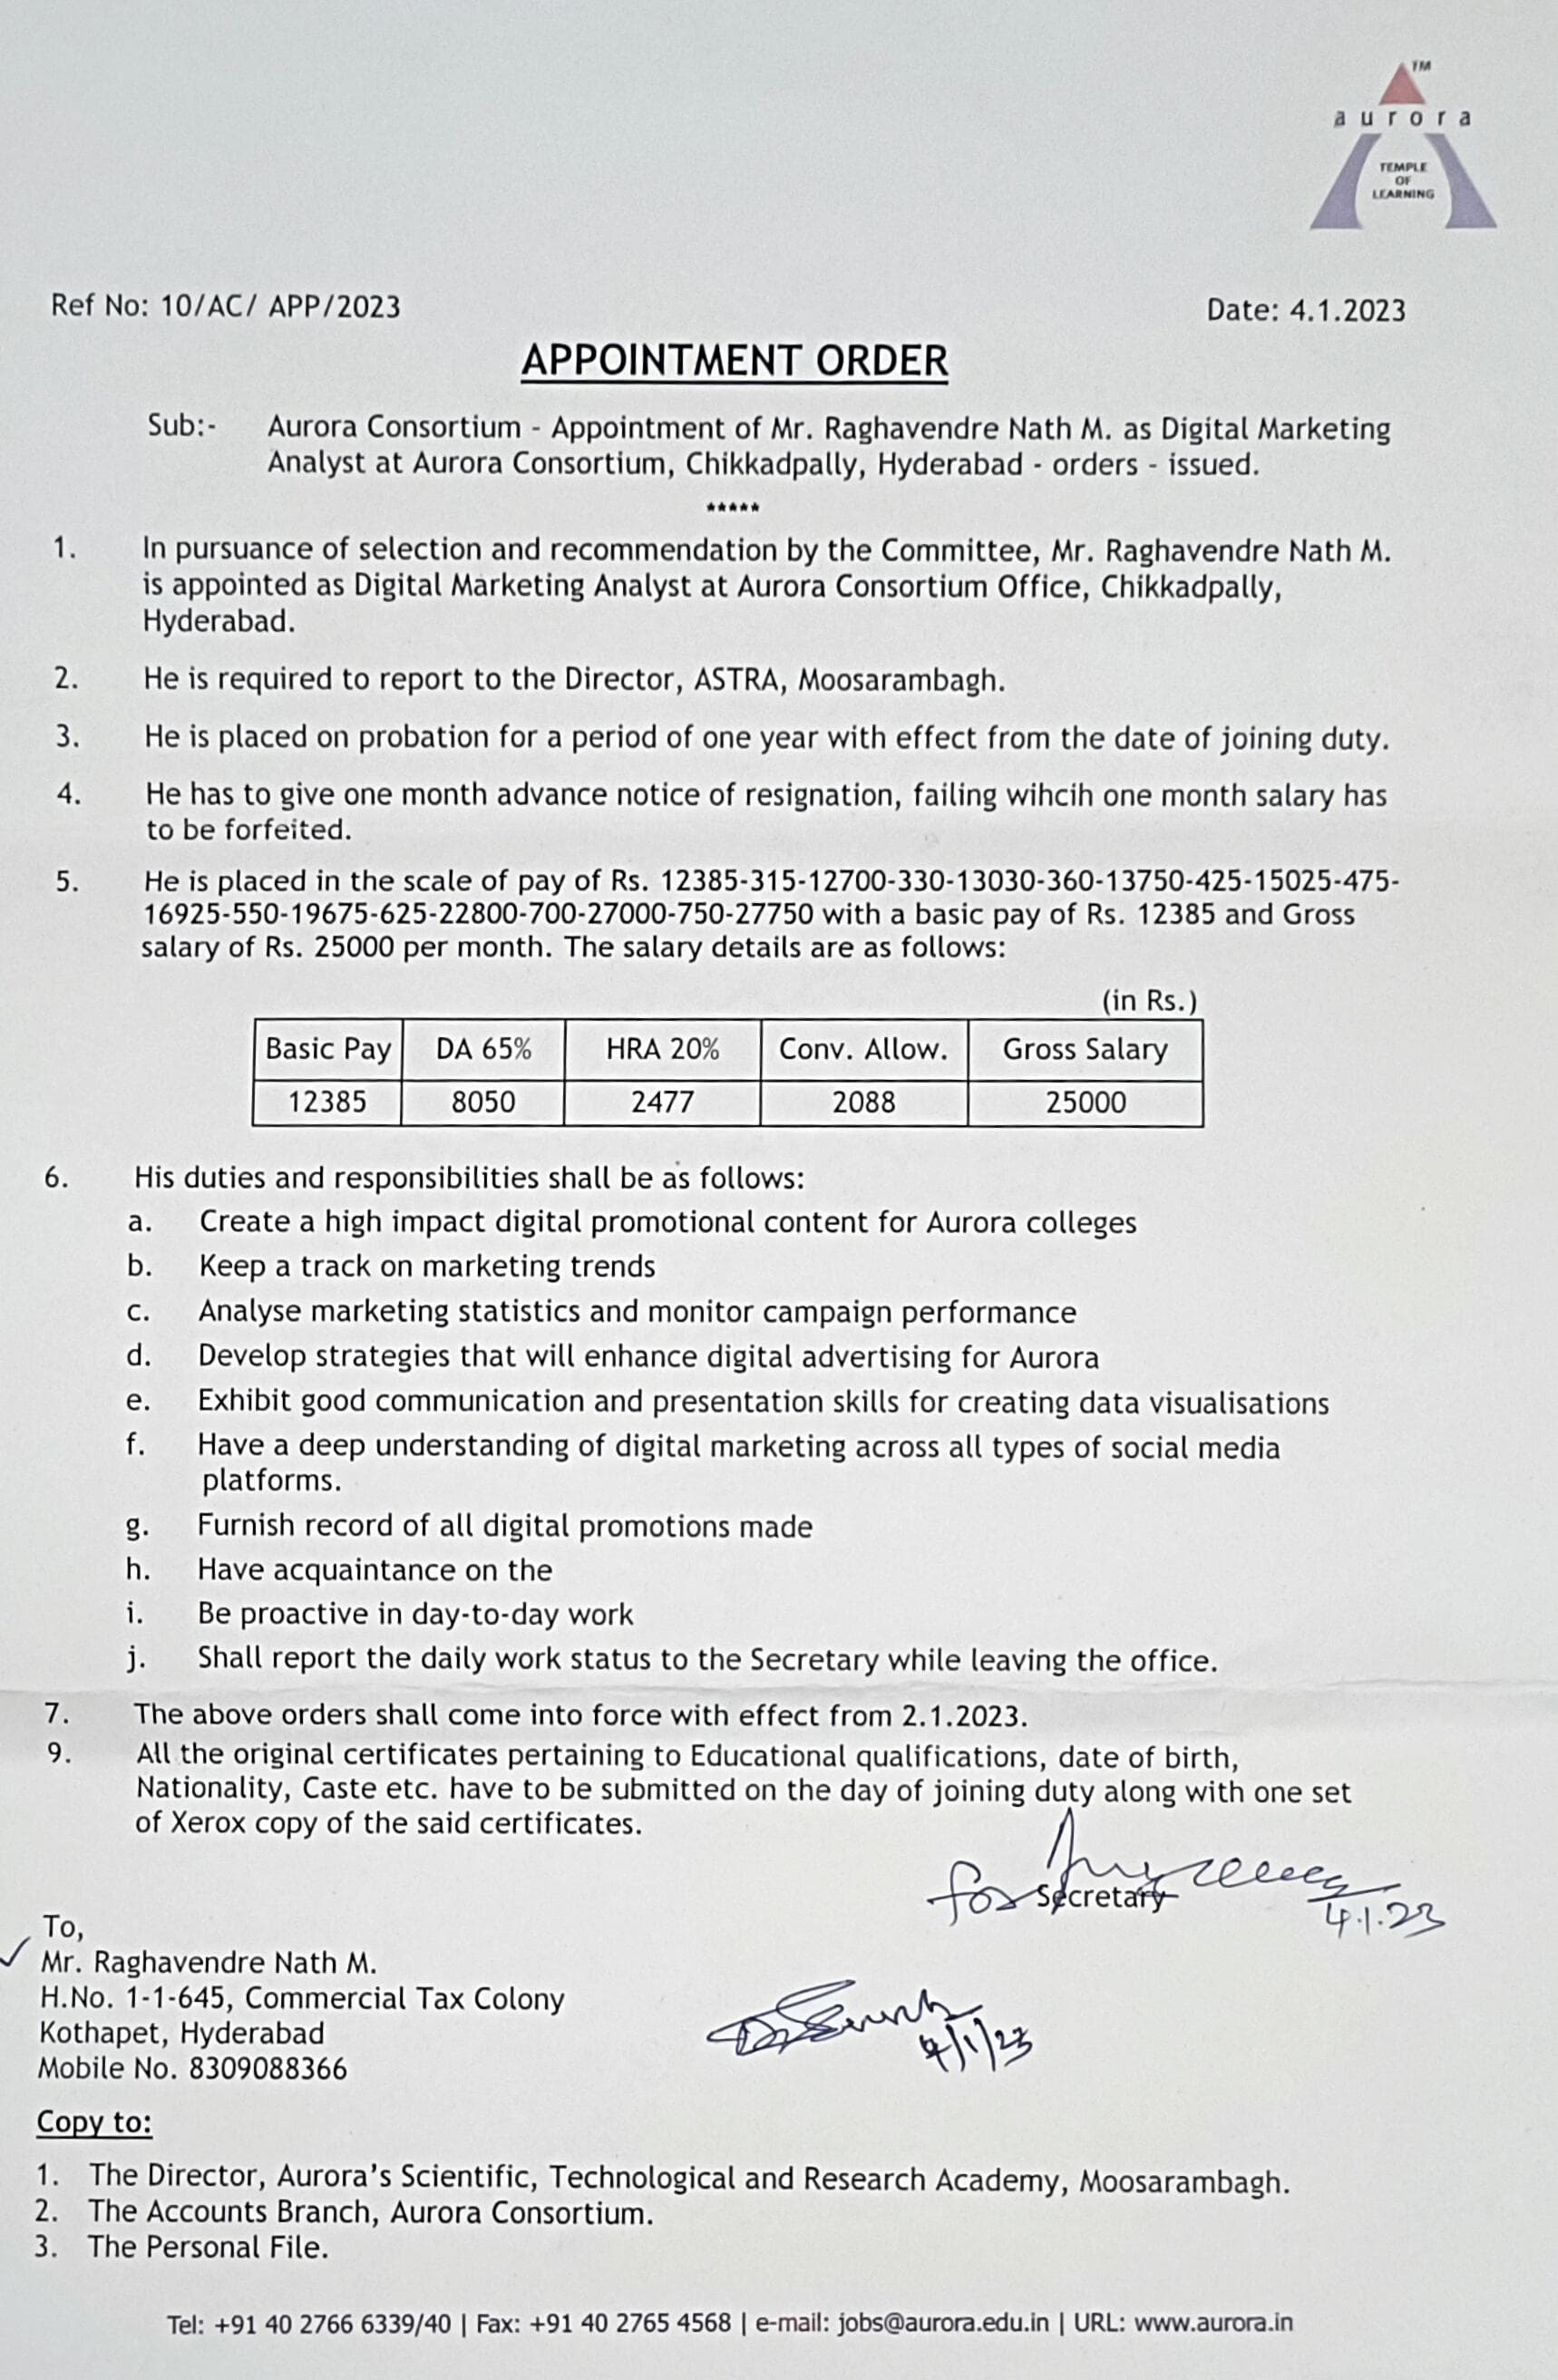 TM
aurora
TEMPLE
OF
LEARNING
Ref No: 10/AC/ APP/2023
Date: 4.1.2023
APPOINTMENT ORDER
Sub:- Aurora Consortium - Appointment of Mr. Raghavendre Nath M. as Digital Marketing
Analyst at Aurora Consortium, Chikkadpally, Hyderabad - orders - issued.
*****
1. In pursuance of selection and recommendation by the Committee, Mr. Raghavendre Nath M.
is appointed as Digital Marketing Analyst at Aurora Consortium Office, Chikkadpally,
Hyderabad.
2. He is required to report to the Director, ASTRA, Moosarambagh.
3. He is placed on probation for a period of one year with effect from the date of joining duty.
4. He has to give one month advance notice of resignation, failing wihcih one month salary has
to be forfeited.
5. He is placed in the scale of pay of Rs. 12385-315-12700-330-13030-360-13750-425-15025-475-
16925-550-19675-625-22800-700-27000-750-27750 with a basic pay of Rs. 12385 and Gross
salary of Rs. 25000 per month. The salary details are as follows:
(in Rs.)
Basic Pay DA 65% HRA 20% Conv. Allow. Gross Salary
12385 8050 2477 2088 25000
6. His duties and responsibilities shall be as follows:
a. Create a high impact digital promotional content for Aurora colleges
b. Keep a track on marketing trends
c. Analyse marketing statistics and monitor campaign performance
d. Develop strategies that will enhance digital advertising for Aurora
e. Exhibit good communication and presentation skills for creating data visualisations
f. Have a deep understanding of digital marketing across all types of social media
platforms.
g. Furnish record of all digital promotions made
h. Have acquaintance on the
i. Be proactive in day-to-day work
j. Shall report the daily work status to the Secretary while leaving the office.
7. The above orders shall come into force with effect from 2.1.2023.
9. All the original certificates pertaining to Educational qualifications, date of birth,
Nationality, Caste etc. have to be submitted on the day of joining duty along with one set
of Xerox copy of the said certificates.
for Secretary
4.1.23
To,
Mr. Raghavendre Nath M.
H.No. 1-1-645, Commercial Tax Colony
Kothapet, Hyderabad
Mobile No. 8309088366
4/1/23
Copy to:
1. The Director, Aurora's Scientific, Technological and Research Academy, Moosarambagh.
2. The Accounts Branch, Aurora Consortium.
3. The Personal File.
Tel: +91 40 2766 6339/40 | Fax: +91 40 2765 4568 | e-mail: jobs@aurora.edu.in | URL: www.aurora.in